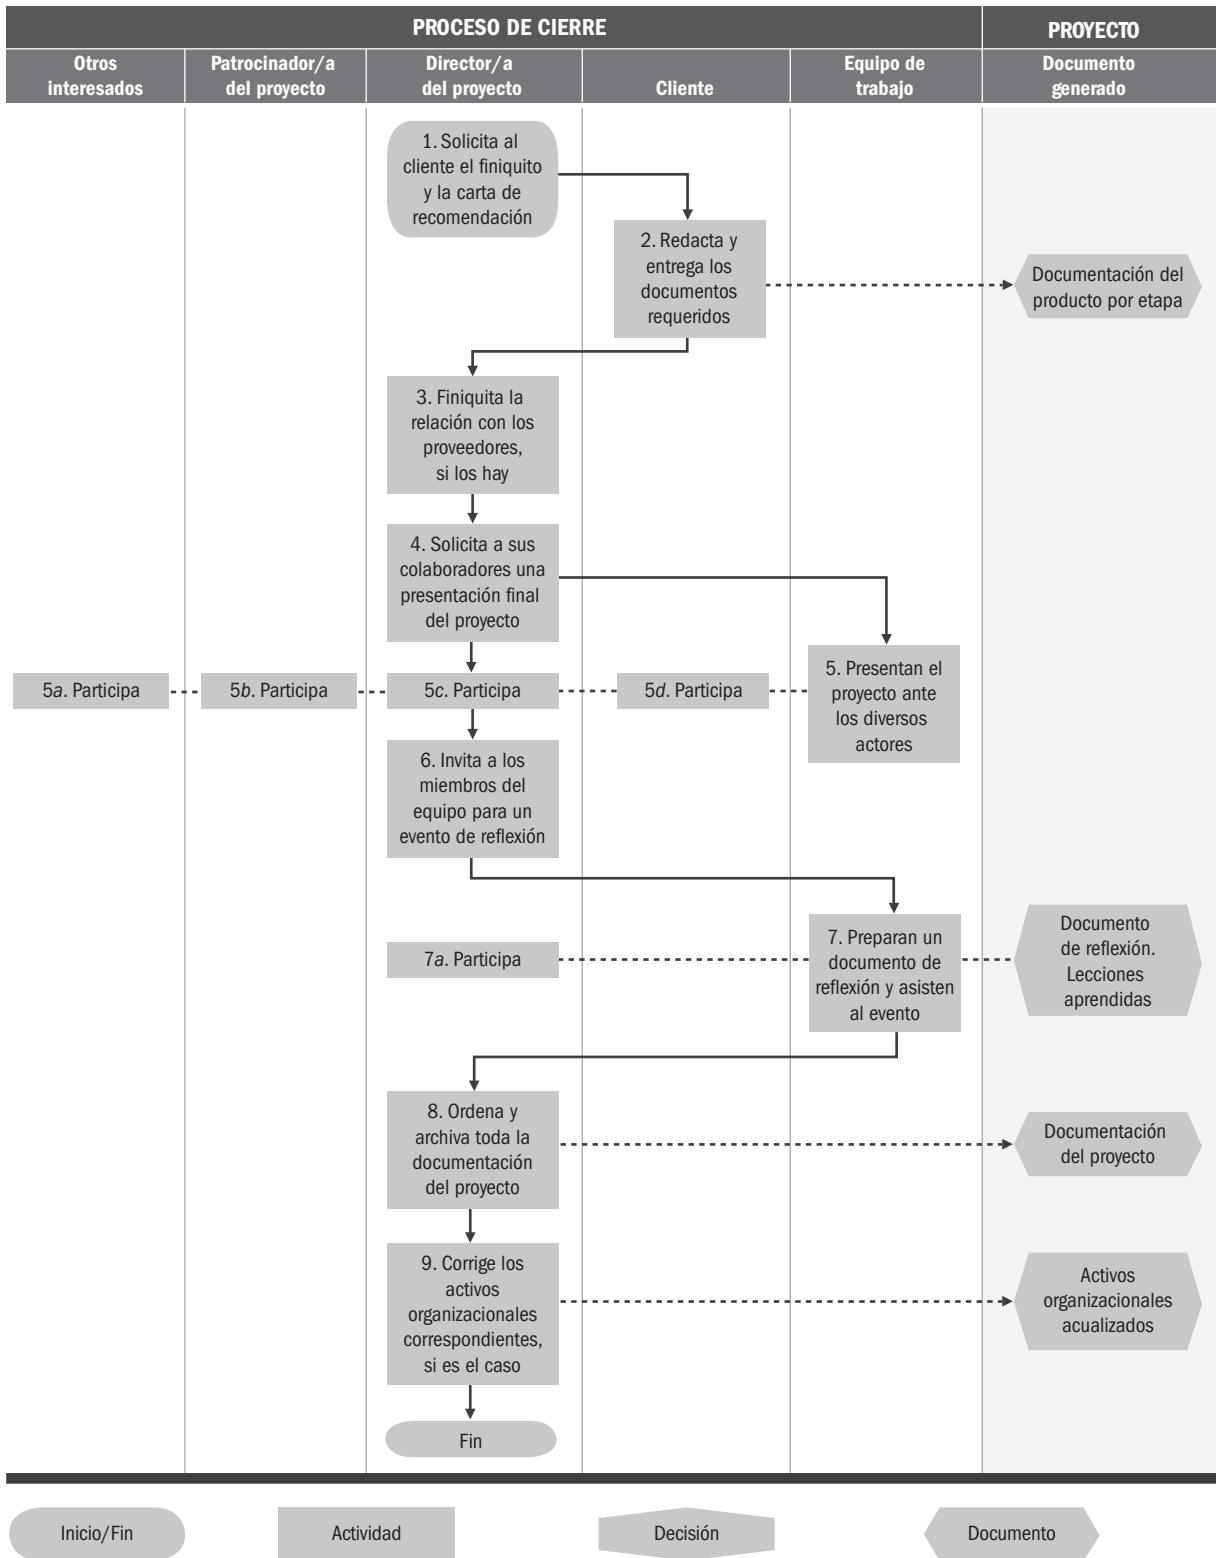 PROCESO DE CIERRE
PROYECTO
Otros
interesados
Patrocinador/a
del proyecto
Director/a
del proyecto
Cliente
Equipo de
trabajo
Documento
generado
1. Solicita al
cliente el finiquito
y la carta de
recomendación
2. Redacta y
entrega los
documentos
requeridos
Documentación del
producto por etapa
3. Finiquita la
relación con los
proveedores,
si los hay
4. Solicita a sus
colaboradores una
presentación final
del proyecto
5a. Participa
5b. Participa
5c. Participa
5d. Participa
5. Presentan el
proyecto ante
los diversos
actores
6. Invita a los
miembros del
equipo para un
evento de reflexión
7a. Participa
7. Preparan un
documento de
reflexión y asisten
al evento
Documento
de reflexión.
Lecciones
aprendidas
8. Ordena y
archiva toda la
documentación
del proyecto
Documentación
del proyecto
9. Corrige los
activos
organizacionales
correspondientes,
si es el caso
Activos
organizacionales
acualizados
Fin
Inicio/Fin
Actividad
Decisión
Documento